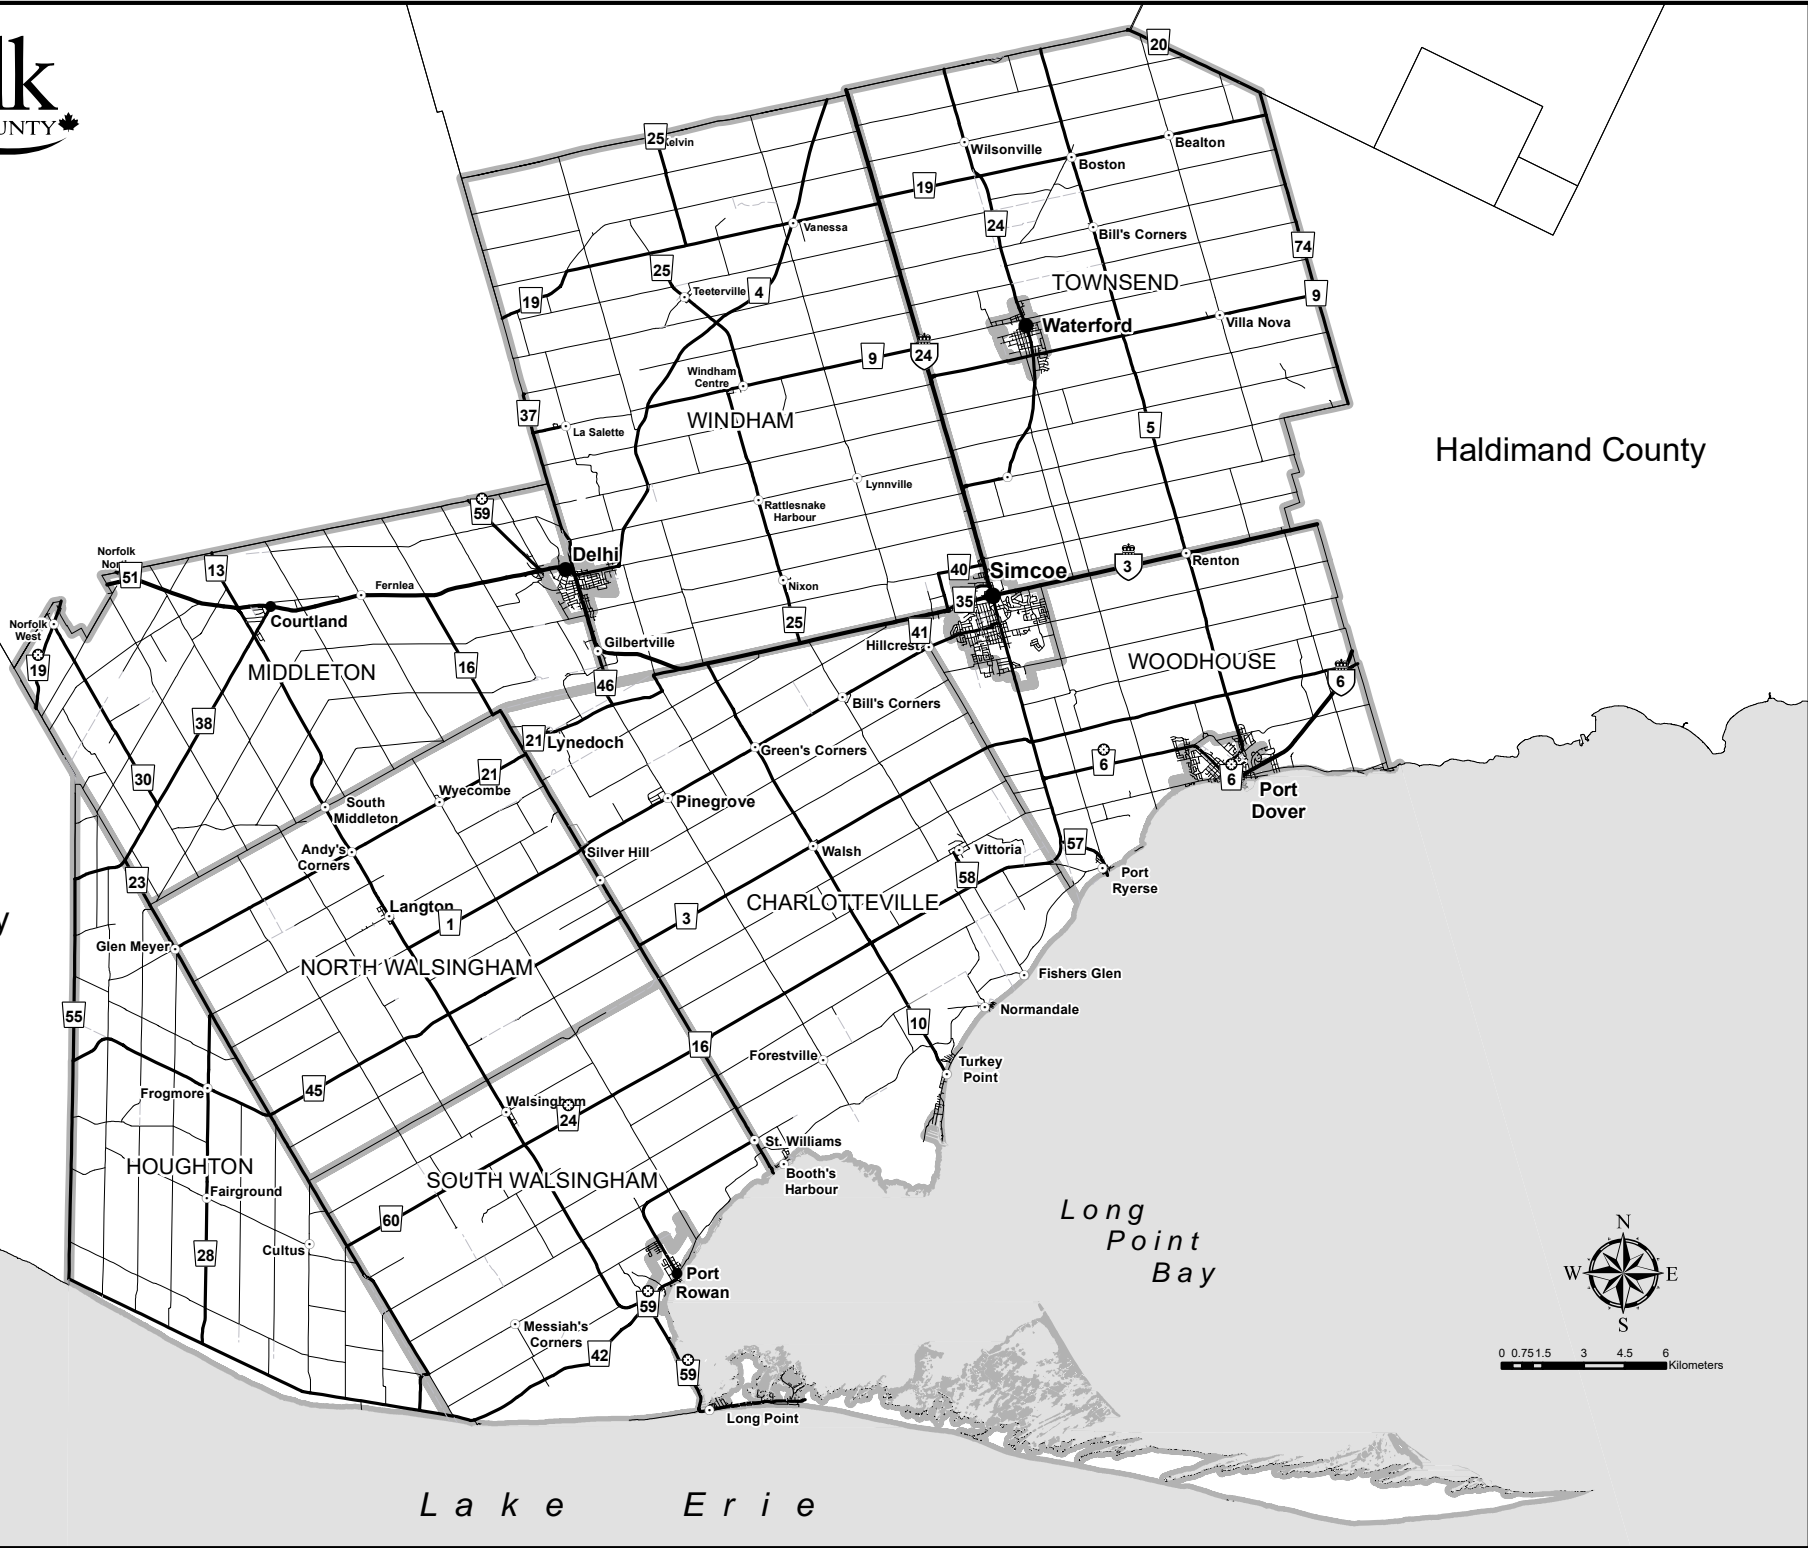 lk
UNTY
y
20
25
Kelvin
Wilsonville
Boston
Bealton
19
24
Vanessa
Bill's Corners
74
25
Teeterville
4
19
TOWNSEND
9
Waterford
Villa Nova
9
24
Windham
Centre
37
WINDHAM
La Salette
5
Haldimand County
Lynnville
Rattlesnake
Harbour
59
Delhi
Norfolk
North
51
13
Fernlea
Courtland
40
Simcoe
3
Renton
35
Nixon
25
41
Norfolk
West
19
Gilbertville
Hillcrest
MIDDLETON
16
46
WOODHOUSE
6
38
Bill's Corners
21
Lynedoch
Green's Corners
6
6
30
21
Wyecombe
Pinegrove
Port
Dover
South
Middleton
Andy's
Corners
Silver Hill
Walsh
Vittoria
57
58
Port
Ryerse
23
Langton
1
3
CHARLOTTEVILLE
Glen Meyer
NORTH WALSINGHAM
Fishers Glen
Normandale
55
10
16
Forestville
Turkey
Point
Frogmore
45
Walsingham
24
St. Williams
Booth's
Harbour
HOUGHTON
Fairground
SOUTH WALSINGHAM
60
Cultus
28
Port
Rowan
59
Messiah's
Corners
42
59
Long Point
Long
Point
Bay
N
W
E
S
0 0.75 1.5 3 4.5 6
Kilometers
Lake Erie